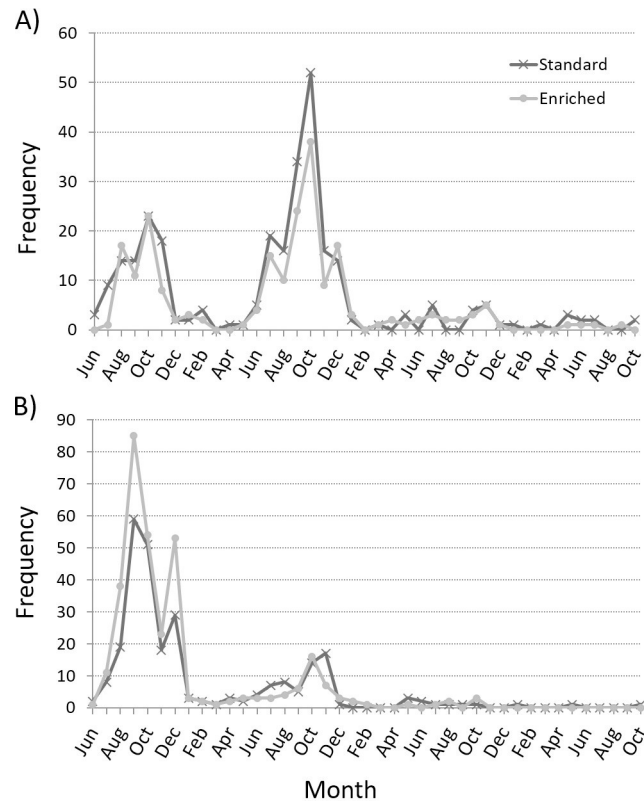 A)
60
50
40
30
20
10
0
Frequency
Standard
Enriched
Jun Aug Oct Dec Feb Apr Jun Aug Oct Dec Feb Apr Jun Aug Oct Dec Feb Apr Jun Aug Oct
B)
90
80
70
60
50
40
30
20
10
0
Frequency
Jun Aug Oct Dec Feb Apr Jun Aug Oct Dec Feb Apr Jun Aug Oct Dec Feb Apr Jun Aug Oct
Month